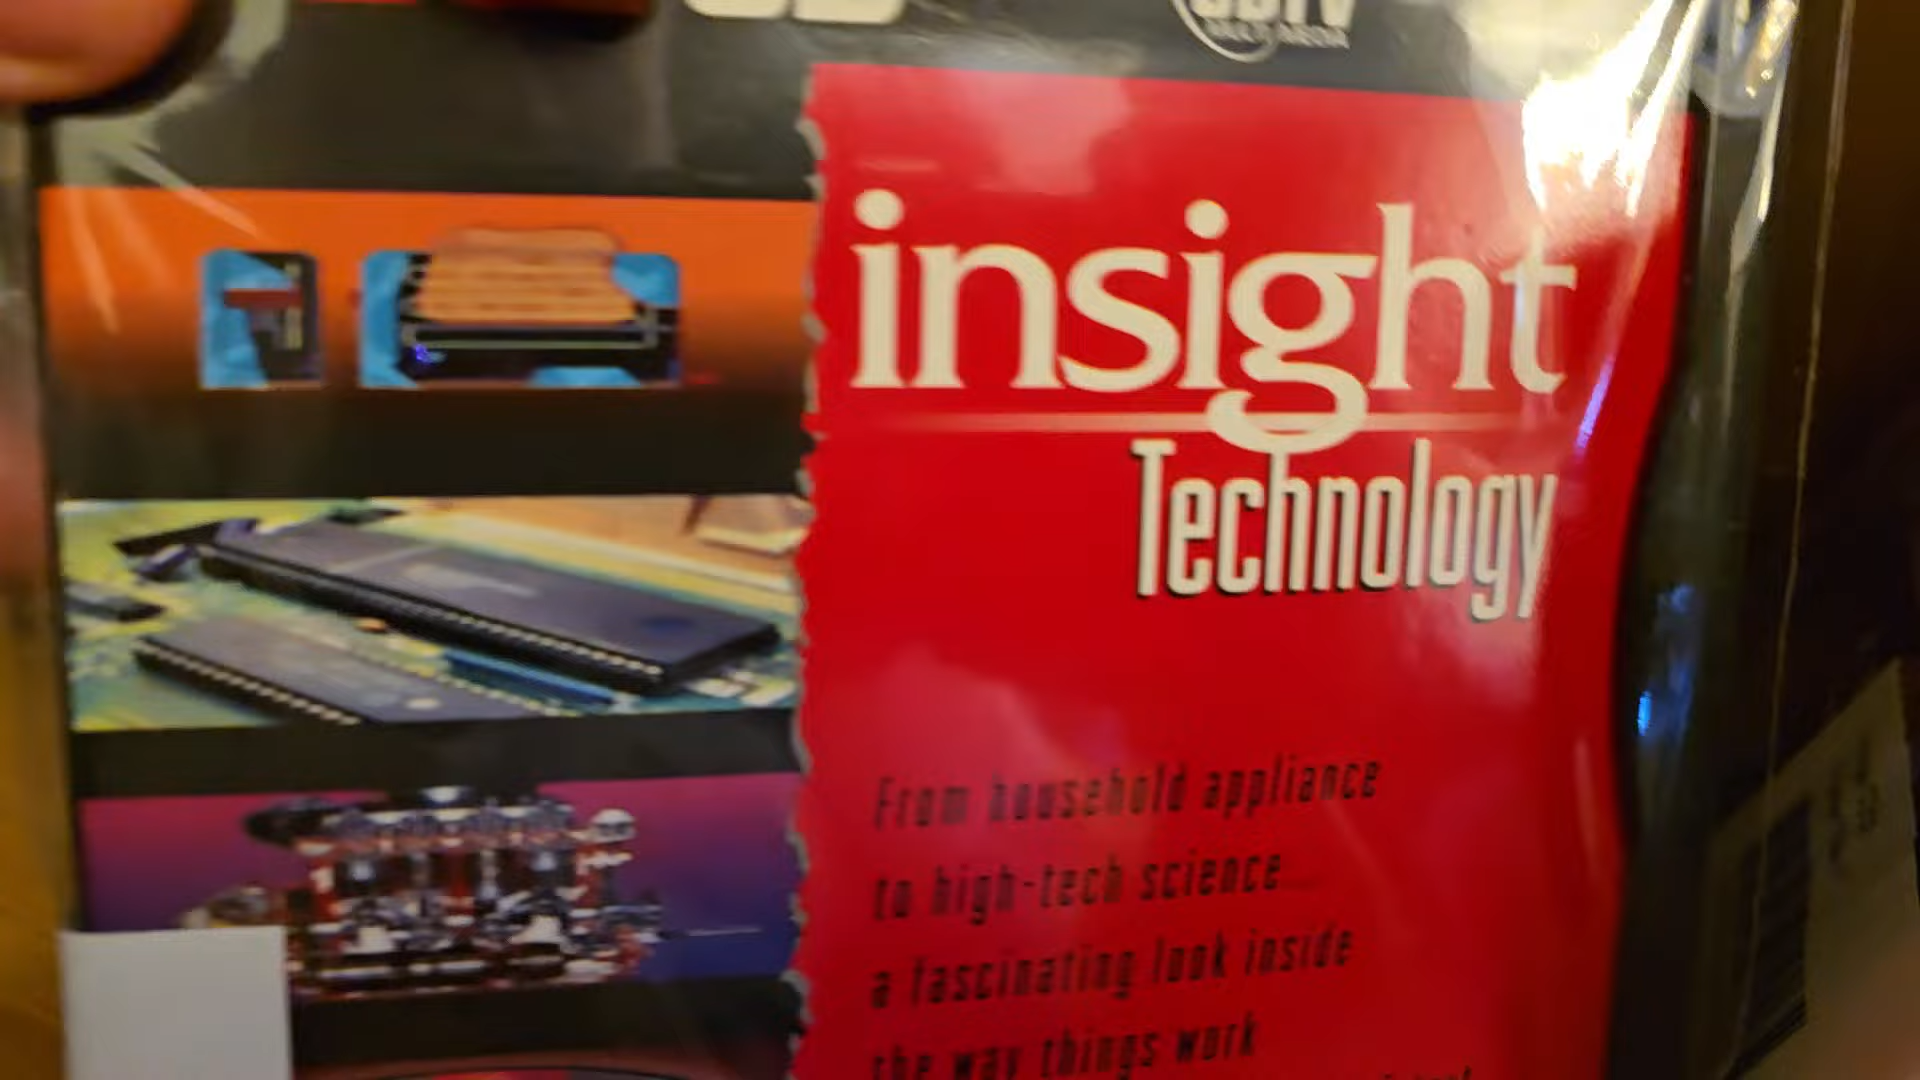 insight
Technology
From household appliance
to high-tech science
a fascinating look inside
the way things work